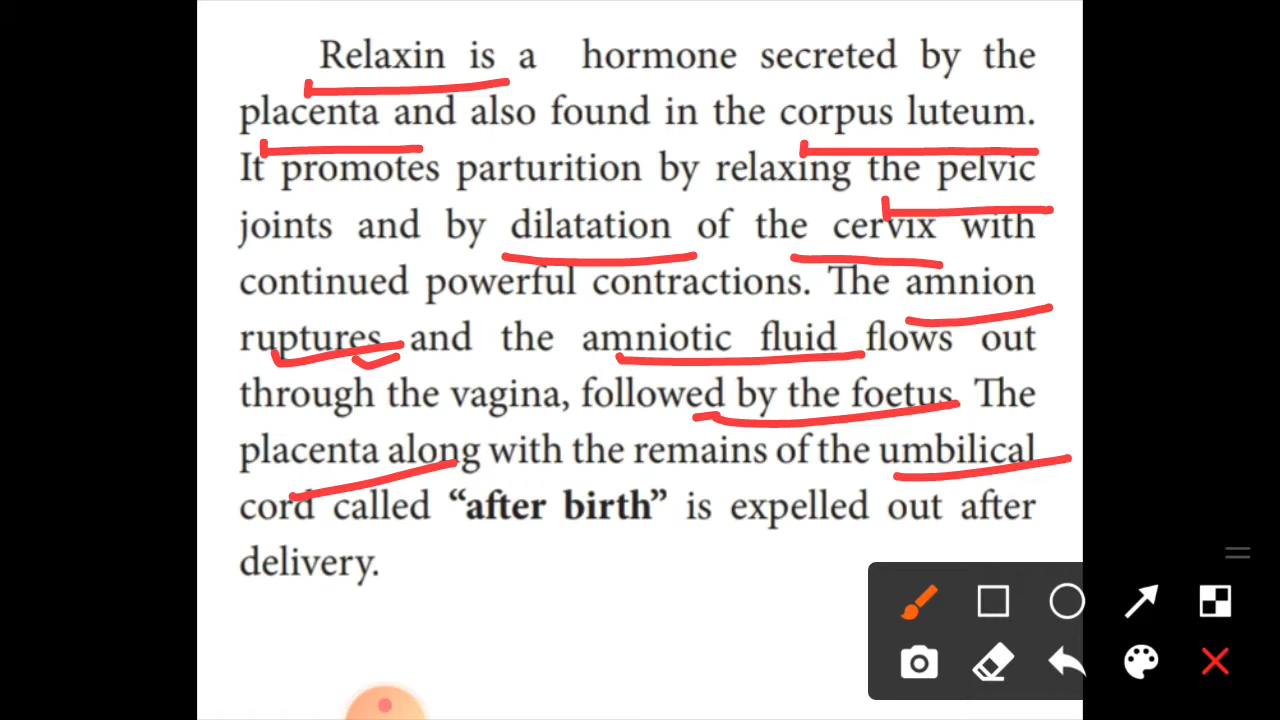 Relaxin is a hormone secreted by the
placenta and also found in the corpus luteum.
It promotes parturition by relaxing the pelvic
joints and by dilatation of the cervix with
continued powerful contractions. The amnion
ruptures and the amniotic fluid flows out
through the vagina, followed by the foetus. The
placenta along with the remains of the umbilical
cord called “after birth” is expelled out after
delivery.